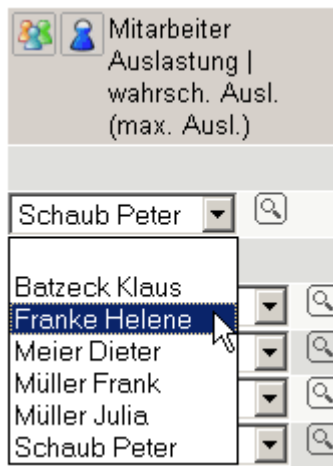 Mitarbeiter
Auslastung |
wahrsch. Ausl.
(max. Ausl.)
Schaub Peter
Batzeck Klaus
Franke Helene
Meier Dieter
Müller Frank
Müller Julia
Schaub Peter